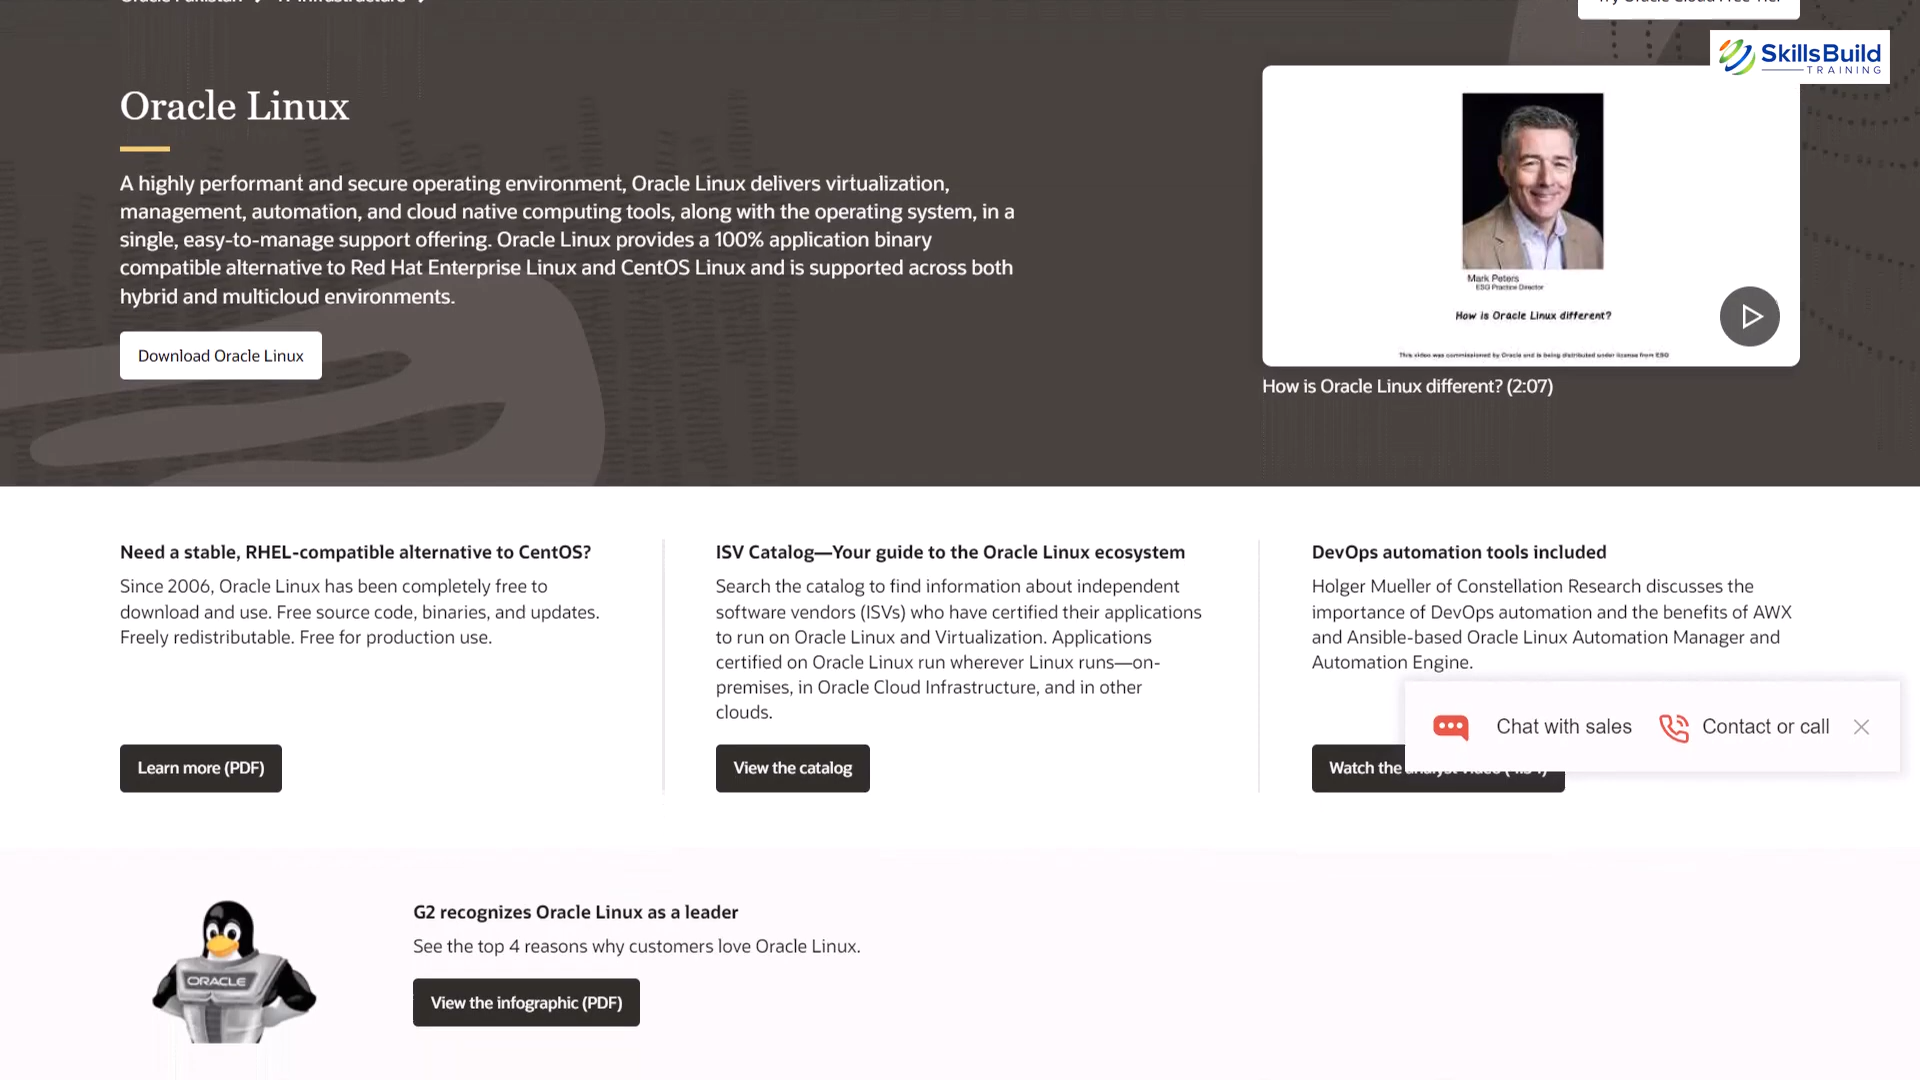 SkillsBuild
TRAINING
Oracle Linux
A highly performant and secure operating environment, Oracle Linux delivers virtualization,
management, automation, and cloud native computing tools, along with the operating system, in a
single, easy-to-manage support offering. Oracle Linux provides a 100% application binary
compatible alternative to Red Hat Enterprise Linux and CentOS Linux and is supported across both
hybrid and multicloud environments.
Download Oracle Linux
Mark Peters
ESG Practice Director
How is Oracle Linux different?
This video was commissioned by Oracle and is being distributed under license from ESG
How is Oracle Linux different? (2:07)
Need a stable, RHEL-compatible alternative to CentOS?
Since 2006, Oracle Linux has been completely free to
download and use. Free source code, binaries, and updates.
Freely redistributable. Free for production use.
Learn more (PDF)
ISV Catalog—Your guide to the Oracle Linux ecosystem
Search the catalog to find information about independent
software vendors (ISVs) who have certified their applications
to run on Oracle Linux and Virtualization. Applications
certified on Oracle Linux run wherever Linux runs—on-
premises, in Oracle Cloud Infrastructure, and in other
clouds.
View the catalog
DevOps automation tools included
Holger Mueller of Constellation Research discusses the
importance of DevOps automation and the benefits of AWX
and Ansible-based Oracle Linux Automation Manager and
Automation Engine.
Watch the
Chat with sales
Contact or call
ORACLE
G2 recognizes Oracle Linux as a leader
See the top 4 reasons why customers love Oracle Linux.
View the infographic (PDF)